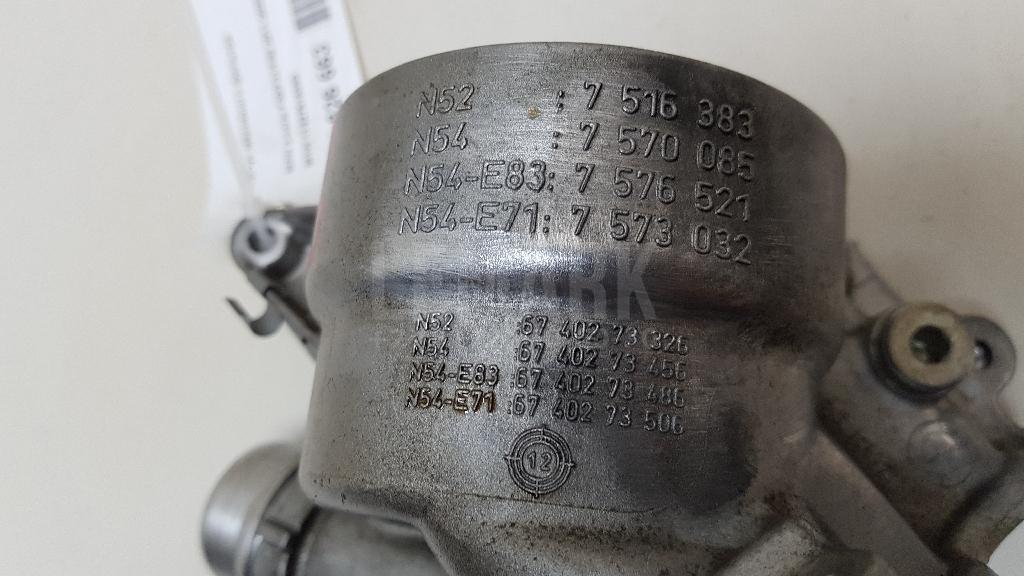 N52 : 7 516 383
N54 : 7 570 085
N54-E83: 7 576 521
N54-E71: 7 573 032
N52 :67 402 73 326
N54 :67 402 73 456
N54-E83 :67 402 73 486
N54-E71 :67 402 73 506
12